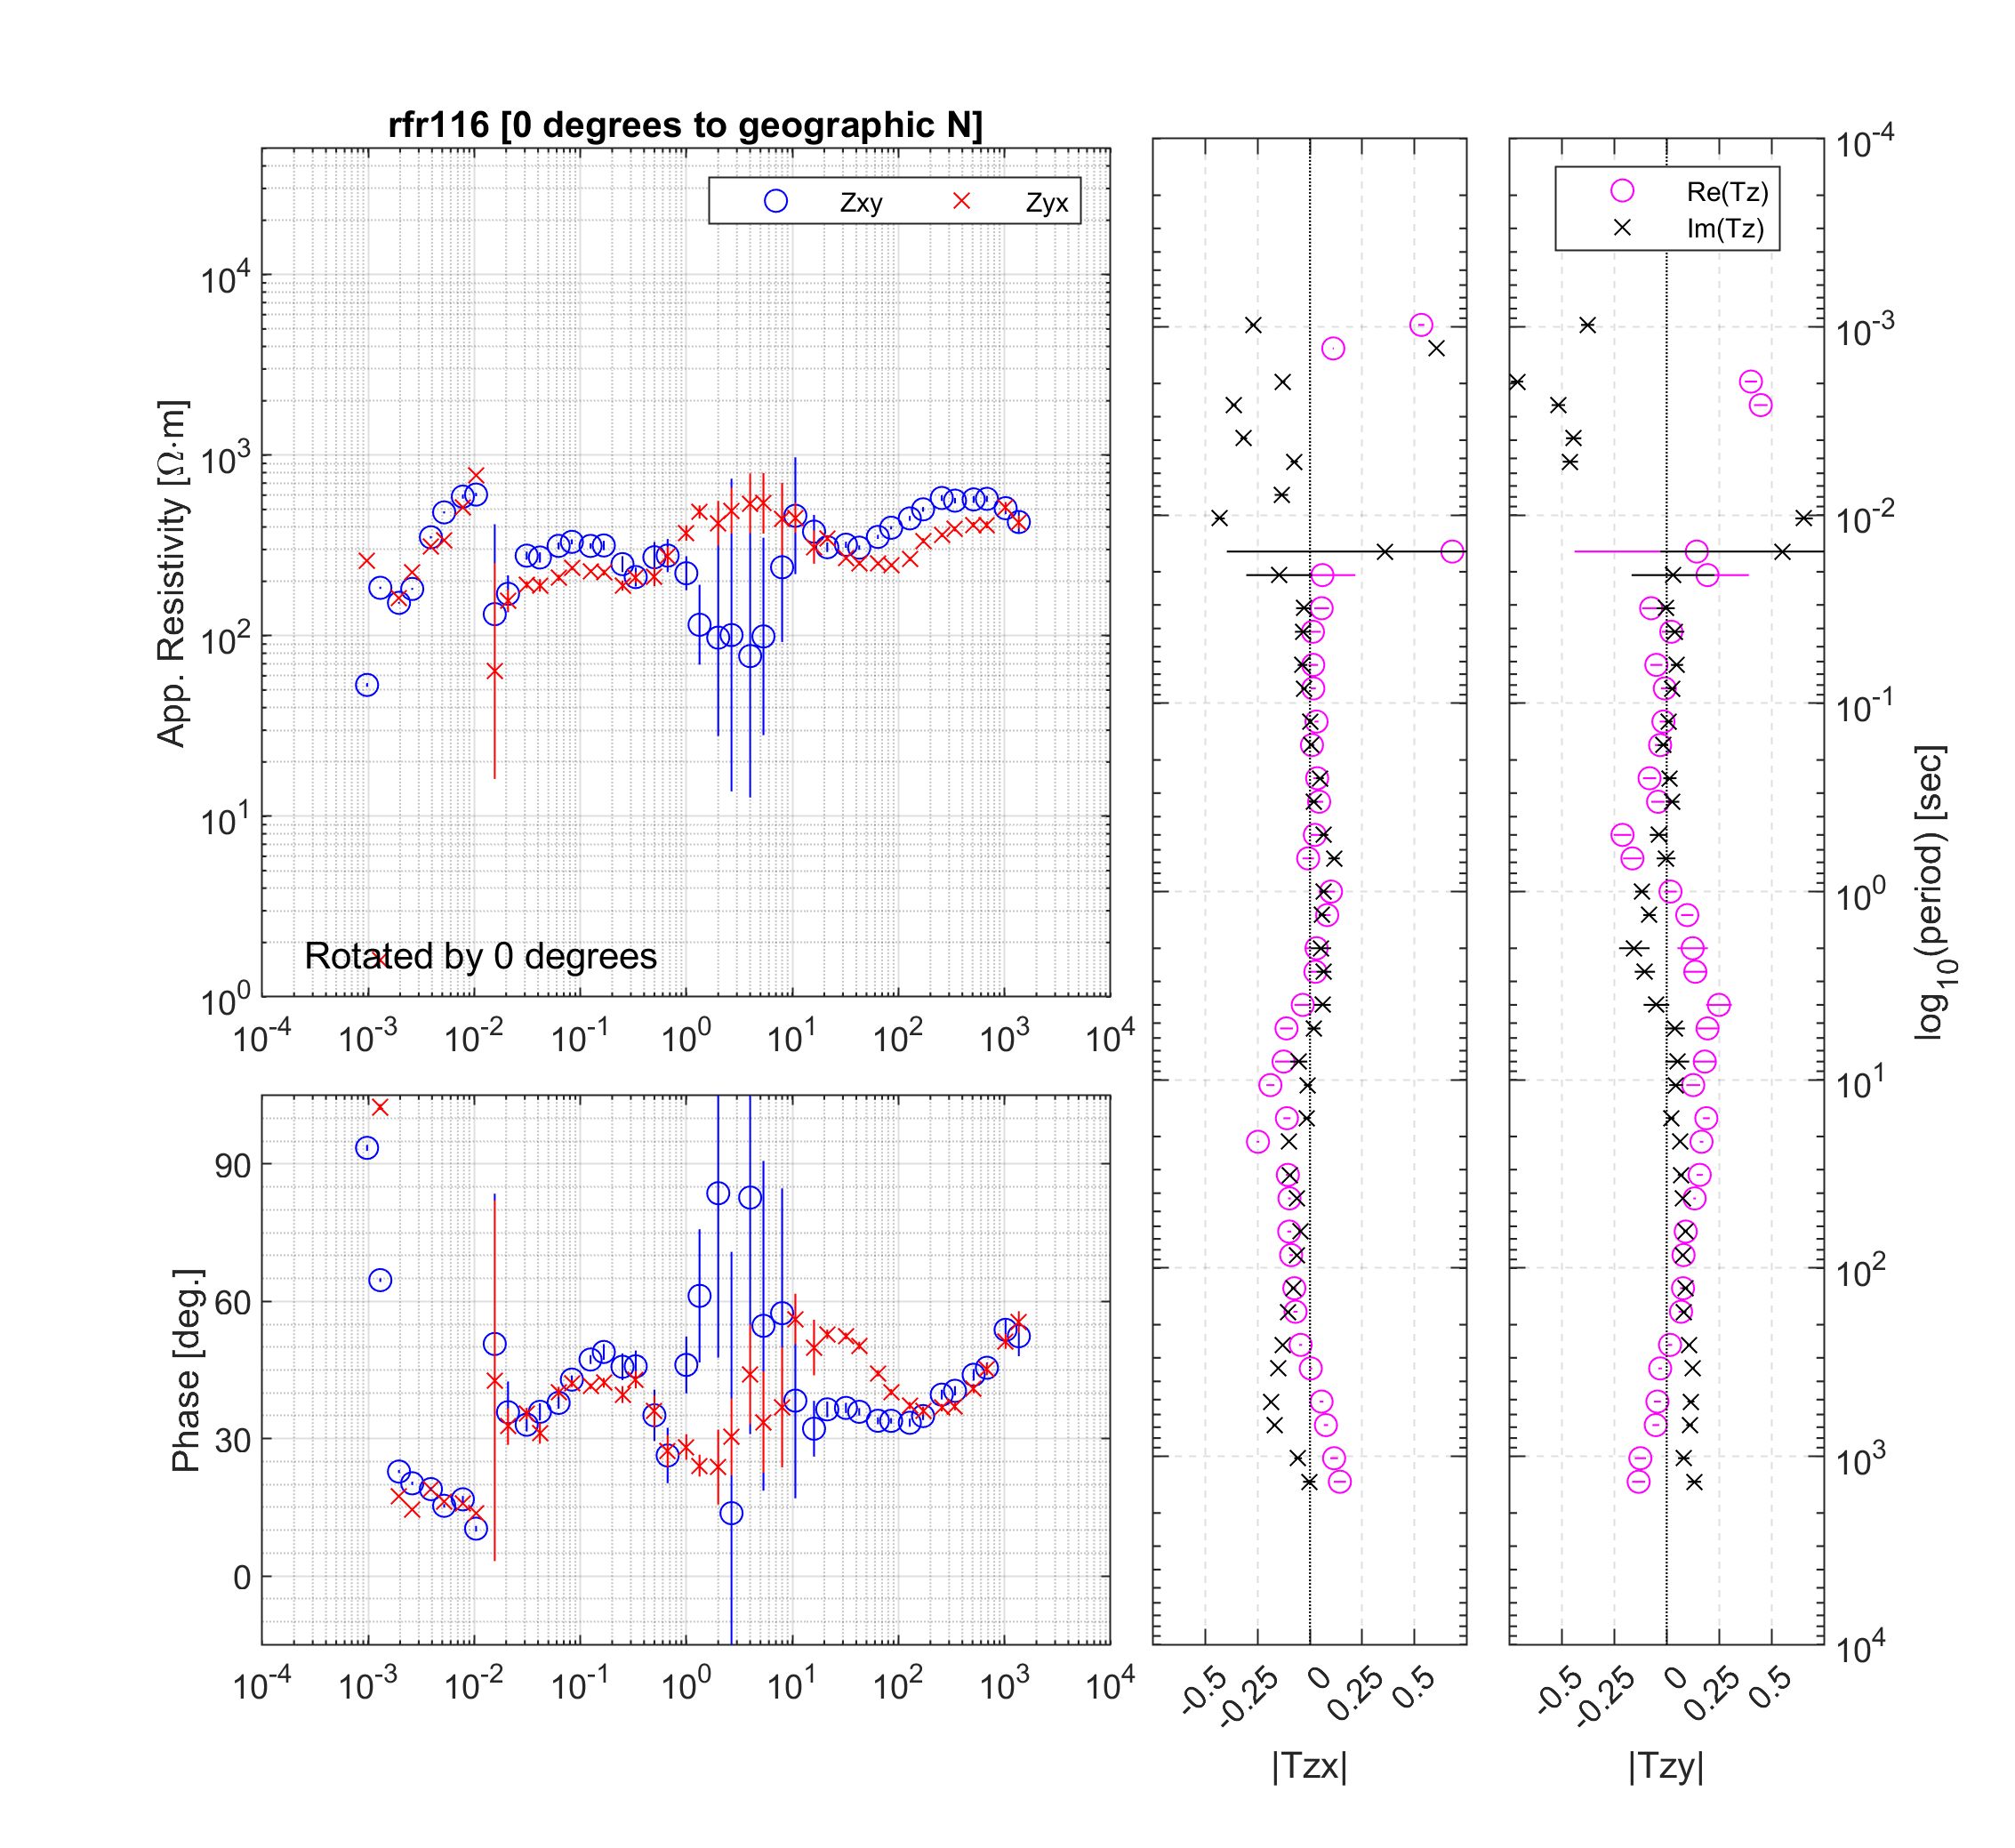 rfr116 [0 degrees to geographic N]
Zxy Zyx
App. Resistivity [Ω·m]
10^4
10^3
10^2
10^1
10^0
Rotated by 0 degrees
10^-4 10^-3 10^-2 10^-1 10^0 10^1 10^2 10^3 10^4
Phase [deg.]
90
60
30
0
10^-4 10^-3 10^-2 10^-1 10^0 10^1 10^2 10^3 10^4
-0.5 -0.25 0 0.25 0.5
|Tzx|
Re(Tz)
Im(Tz)
-0.5 -0.25 0 0.25 0.5
|Tzy|
10^-4
10^-3
10^-2
10^-1
10^0
10^1
10^2
10^3
10^4
log_10(period) [sec]